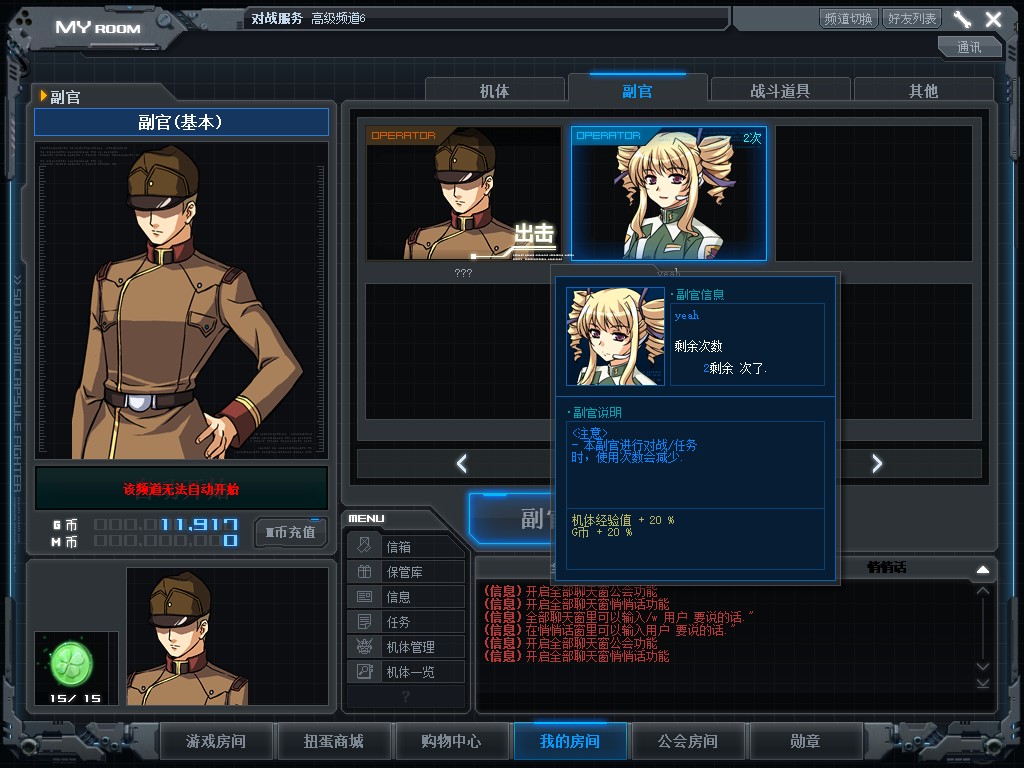 MY ROOM
对战服务 高级频道6
频道切换
好友列表
通讯
副官
副官(基本)
机体
副官
战斗道具
其他
OPERATOR
出击
???
OPERATOR
2次
yeah
副官信息
yeah
剩余次数
2剩余 次了.
副官说明
<注意>
- 本副官进行对战/任务
时, 使用次数会减少.
机体经验值 + 20 %
G币 + 20 %
SD GUNDAM CAPSULE FIGHTER
该频道无法自动开始
G 币 000,011,917
M 币 000,000,000
M币充值
15/ 15
MENU
信箱
保管库
信息
任务
机体管理
机体一览
?
副官
悄悄话
(信息) 开启全部聊天窗公会功能
(信息) 开启全部聊天窗悄悄话功能
(信息) 全部聊天窗里可以输入/w 用户 要说的话."
(信息) 在悄悄话窗里可以输入用户 要说的话."
(信息) 开启全部聊天窗公会功能
(信息) 开启全部聊天窗悄悄话功能
游戏房间
扭蛋商城
购物中心
我的房间
公会房间
勋章